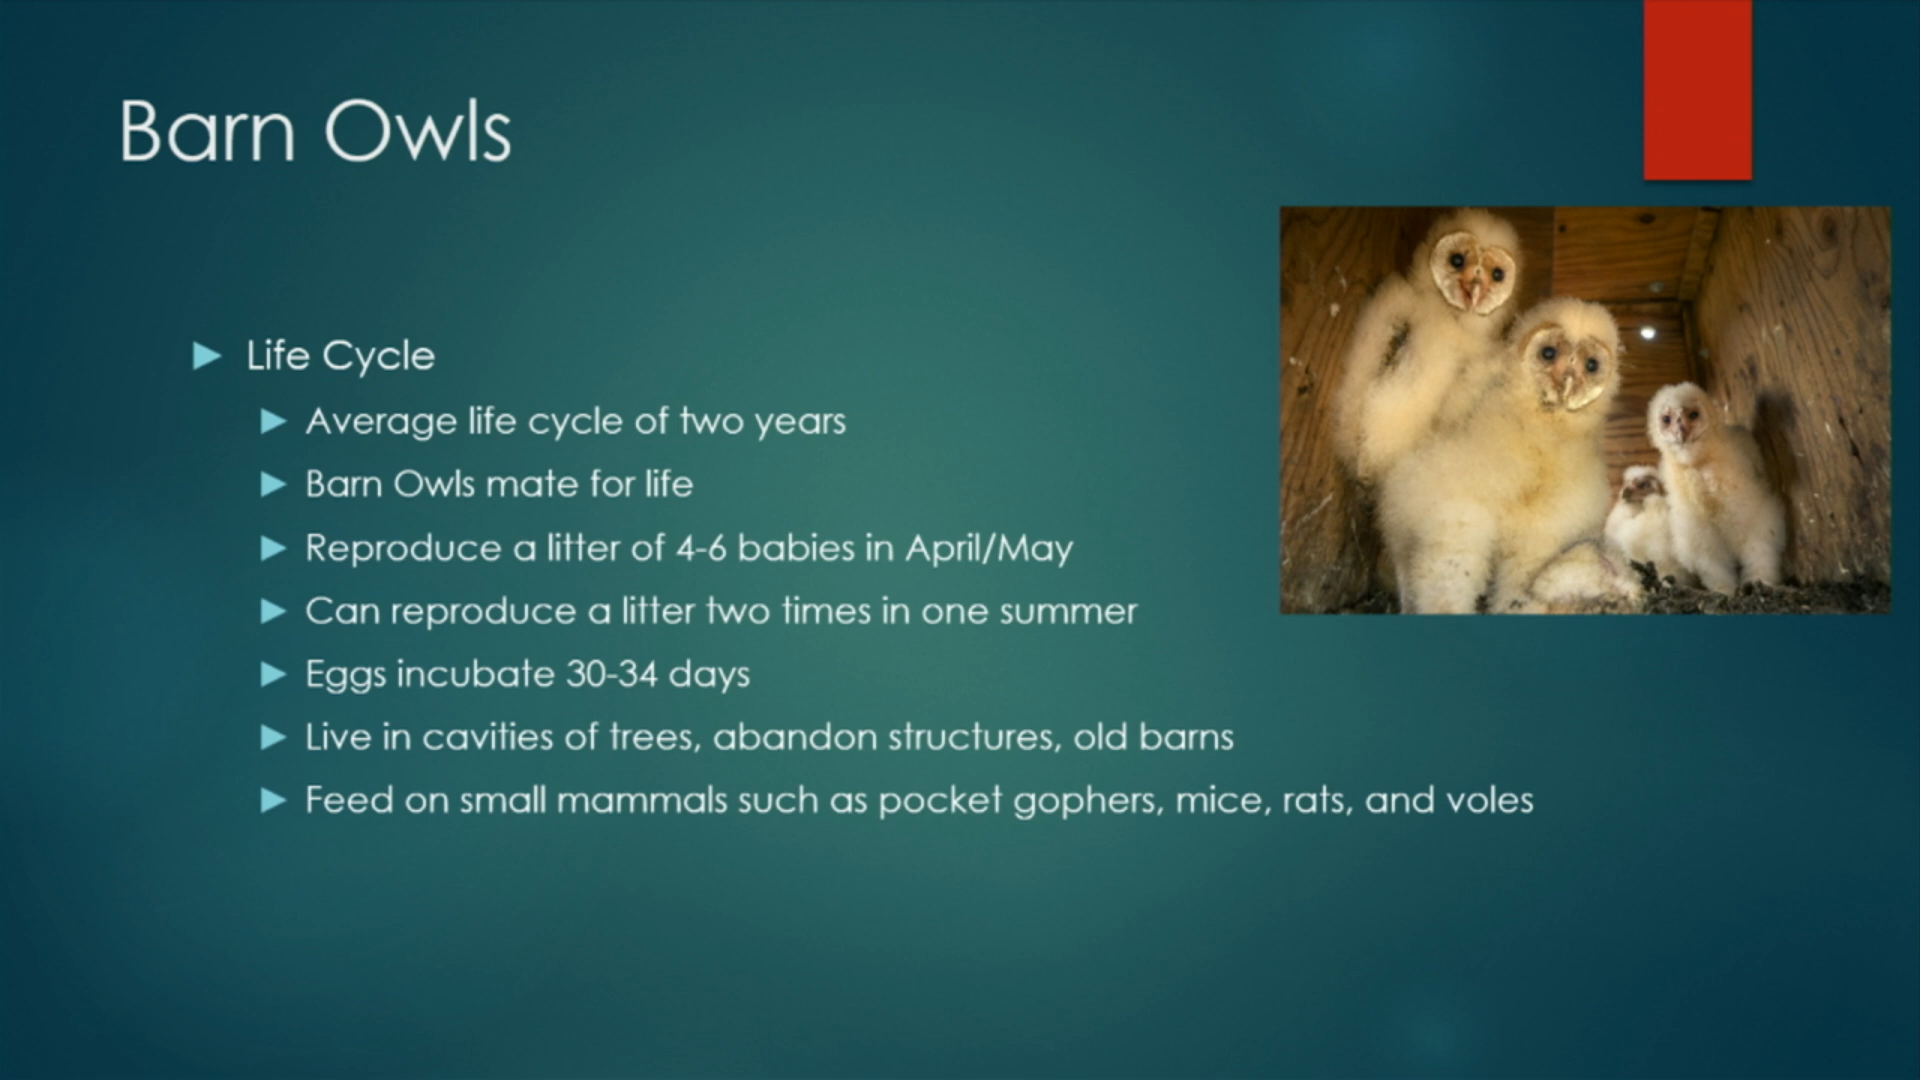 Barn Owls
Life Cycle
Average life cycle of two years
Barn Owls mate for life
Reproduce a litter of 4-6 babies in April/May
Can reproduce a litter two times in one summer
Eggs incubate 30-34 days
Live in cavities of trees, abandon structures, old barns
Feed on small mammals such as pocket gophers, mice, rats, and voles